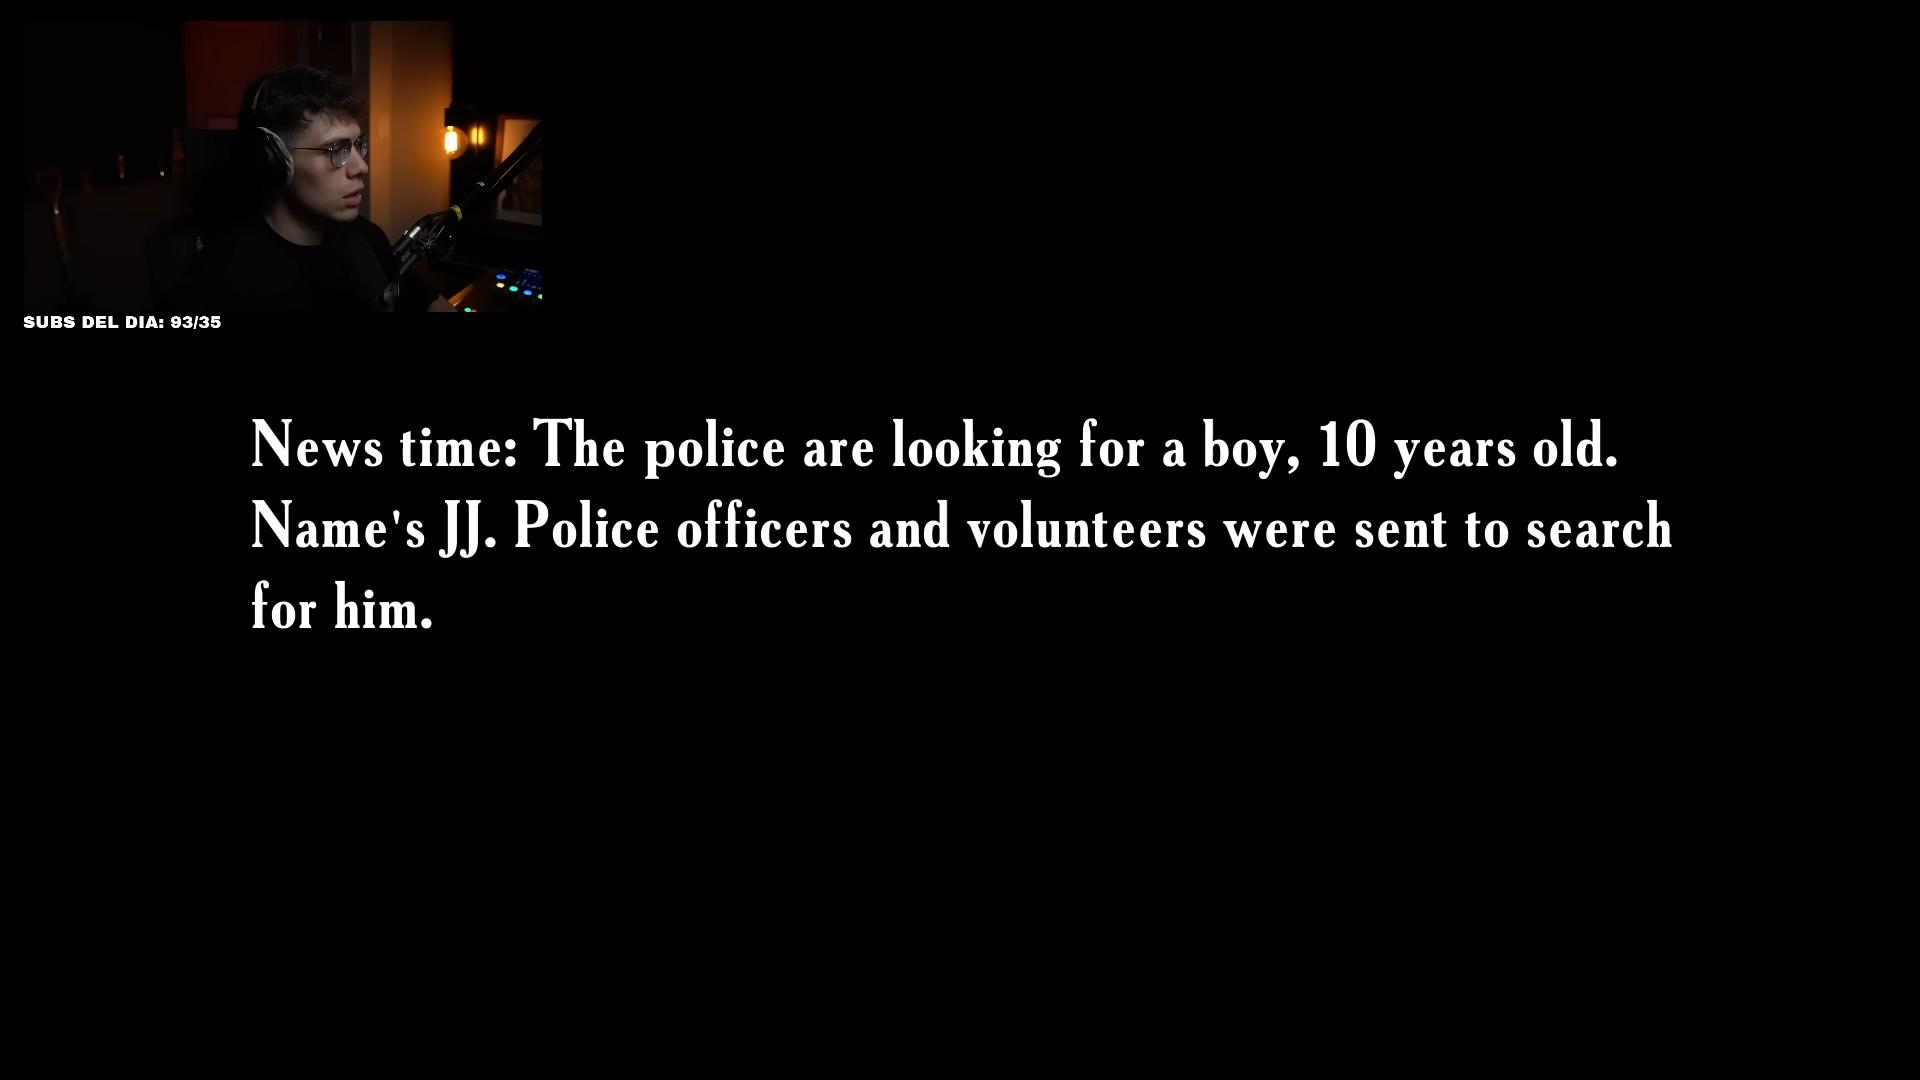 SUBS DEL DIA: 93/35
News time: The police are looking for a boy, 10 years old.
Name's JJ. Police officers and volunteers were sent to search
for him.